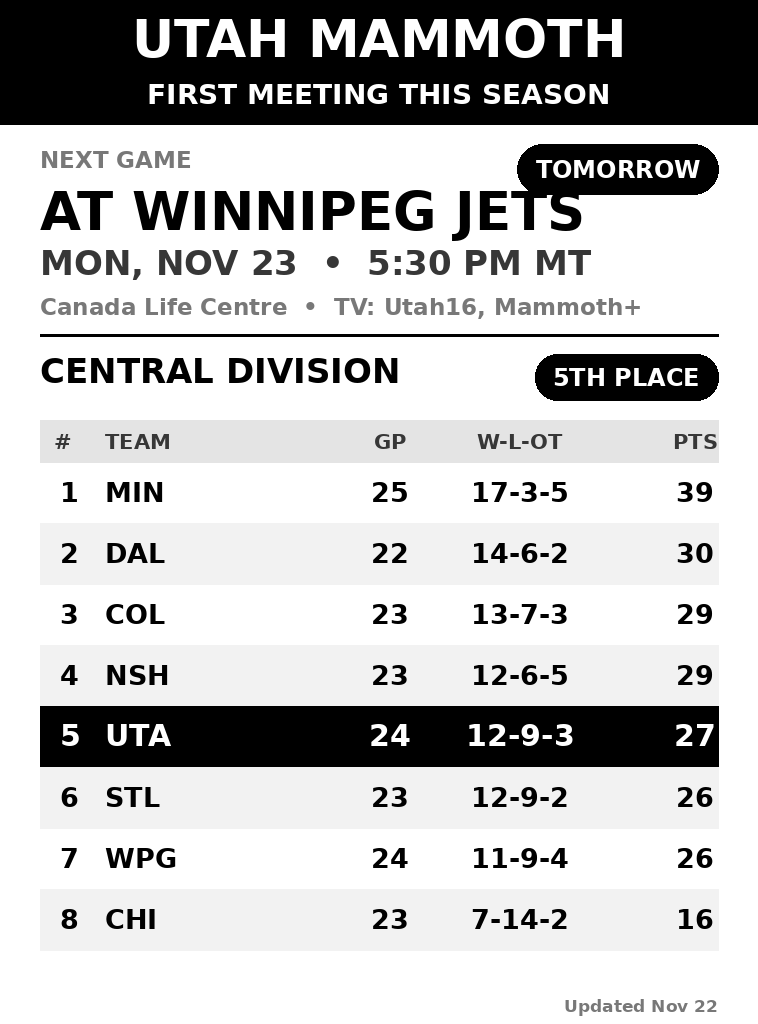 UTAH MAMMOTH
FIRST MEETING THIS SEASON
NEXT GAME
TOMORROW
AT WINNIPEG JETS
MON, NOV 23 • 5:30 PM MT
Canada Life Centre • TV: Utah16, Mammoth+
CENTRAL DIVISION
5TH PLACE
# TEAM GP W-L-OT PTS
1 MIN 25 17-3-5 39
2 DAL 22 14-6-2 30
3 COL 23 13-7-3 29
4 NSH 23 12-6-5 29
5 UTA 24 12-9-3 27
6 STL 23 12-9-2 26
7 WPG 24 11-9-4 26
8 CHI 23 7-14-2 16
Updated Nov 22